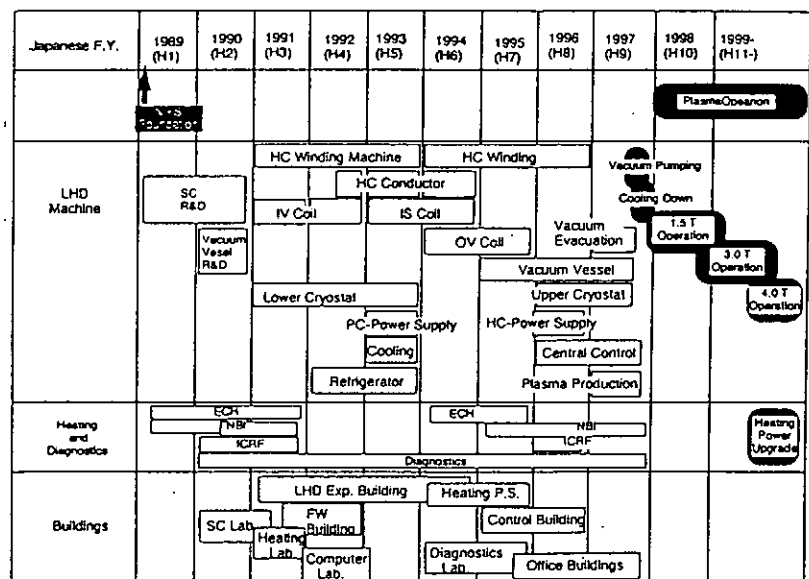 Japanese F.Y.
1989 (H1)
1990 (H2)
1991 (H3)
1992 (H4)
1993 (H5)
1994 (H6)
1995 (H7)
1996 (H8)
1997 (H9)
1998 (H10)
1999- (H11-)
Plasma
LHD
Machine
HC Winding Machine
HC Winding
Vacuum Pumping
SC
R&D
HC Conductor
Cooling Down
IV Coil
IS Coil
1.5 T
Operation
Vacuum
Vesel
R&D
OV Coil
Vacuum
Evacuation
3.0 T
Operation
Vacuum Vessel
Lower Cryostat
Upper Cryostat
4.0 T
Operation
PC-Power Supply
HC-Power Supply
Cooling
Central Control
Refrigerator
Plasma Production
Heating
and
Diagnostics
ECH
ECH
NBI
NBI
ICRF
ICRF
Diagnostics
Heating
Power
Upgrade
Buildings
LHD Exp. Building
Heating P.S.
SC Lab.
FW
Building
Control Building
Heating
Lab.
Computer
Lab.
Diagnostics
Lab.
Office Buildings